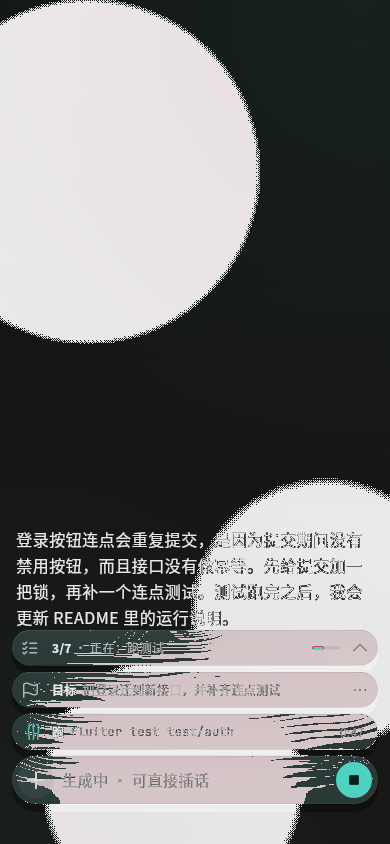 登录按钮连点会重复提交，是因为提交期间没有
禁用按钮，而且接口没有做幂等。先给提交加一
把锁，再补一个连点测试。测试跑完之后，我会
更新 README 里的运行说明。
3/7 · 正在
目标 登录迁到新接口，并补齐连点测试
flutter test test/auth
生成中 · 可直接插话